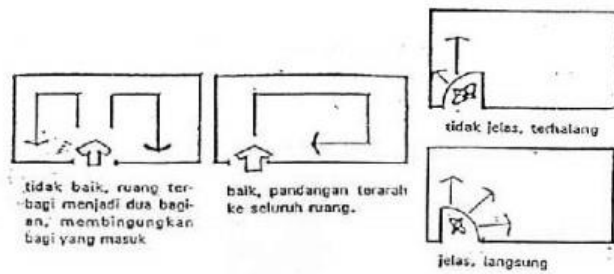 tidak baik, ruang ter-
bagi menjadi dua bagi-
an, membingungkan
bagi yang masuk
baik, pandangan terarah
ke seluruh ruang.
tidak jelas, terhalang
jelas, langsung